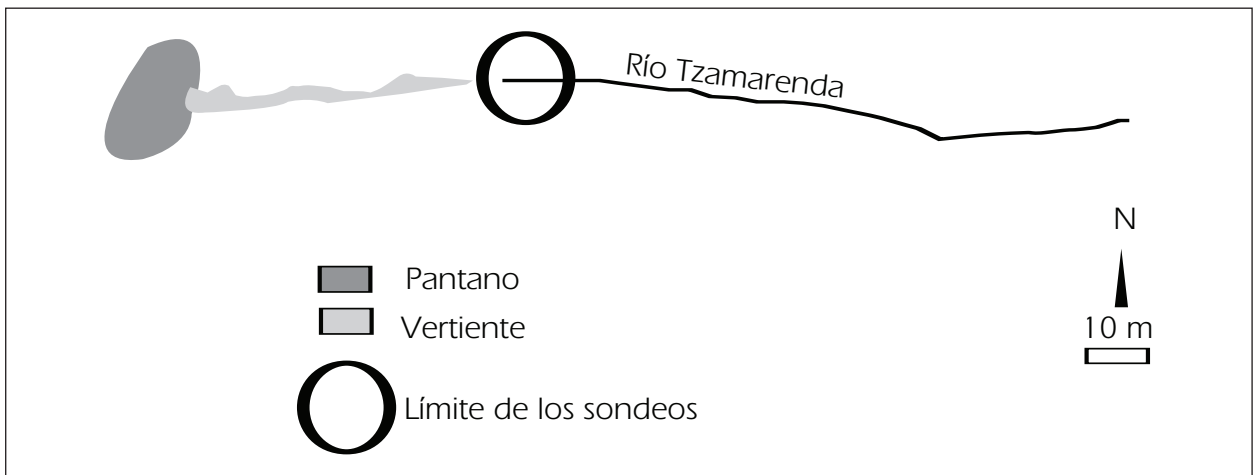 Río Tzamarenda
N
10 m
Pantano
Vertiente
Límite de los sondeos